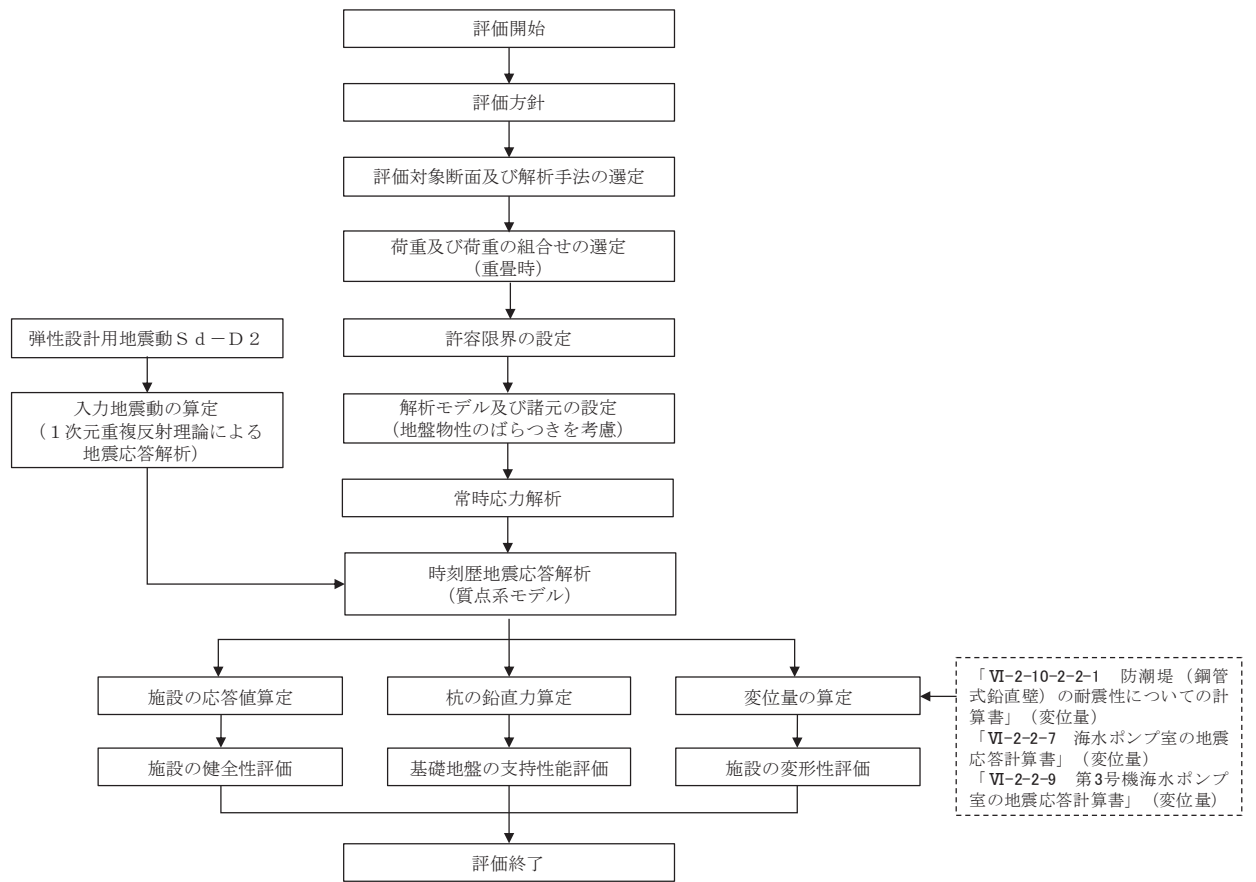 評価開始
評価方針
評価対象断面及び解析手法の選定
荷重及び荷重の組合せの選定
（重畳時）
弾性設計用地震動Ｓｄ－Ｄ２
許容限界の設定
入力地震動の算定
（１次元重複反射理論による
地震応答解析）
解析モデル及び諸元の設定
（地盤物性のばらつきを考慮）
常時応力解析
時刻歴地震応答解析
（質点系モデル）
施設の応答値算定
杭の鉛直力算定
変位量の算定
「Ⅵ-2-10-2-2-1　防潮堤（鋼管
式鉛直壁）の耐震性についての計
算書」（変位量）
「Ⅵ-2-2-7　海水ポンプ室の地震
応答計算書」（変位量）
「Ⅵ-2-2-9　第3号機海水ポンプ
室の地震応答計算書」（変位量）
施設の健全性評価
基礎地盤の支持性能評価
施設の変形性評価
評価終了